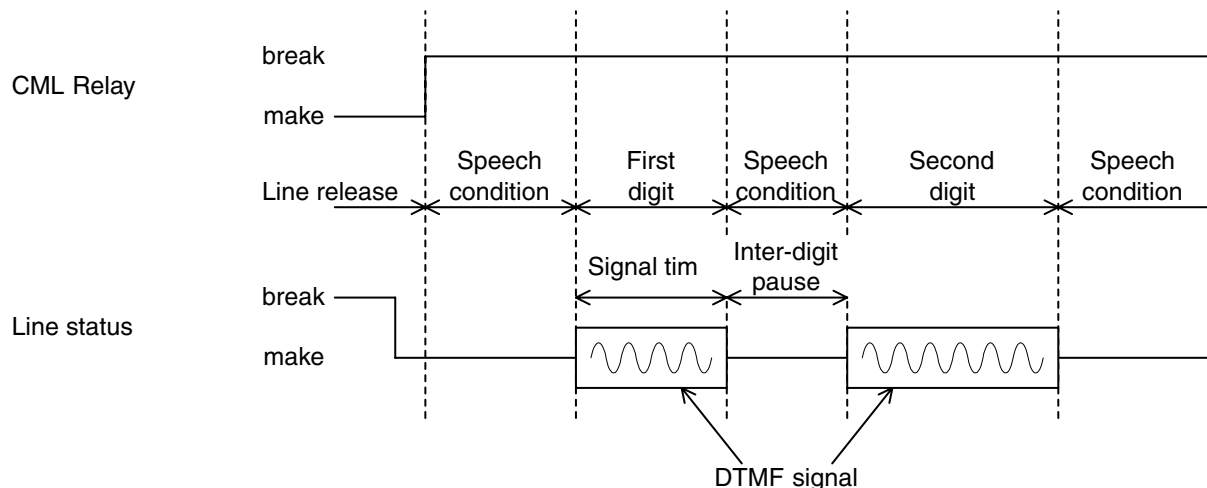 break
CML Relay
make
Speech condition
First digit
Speech condition
Second digit
Speech condition
Line release
Signal tim
Inter-digit pause
break
Line status
make
DTMF signal